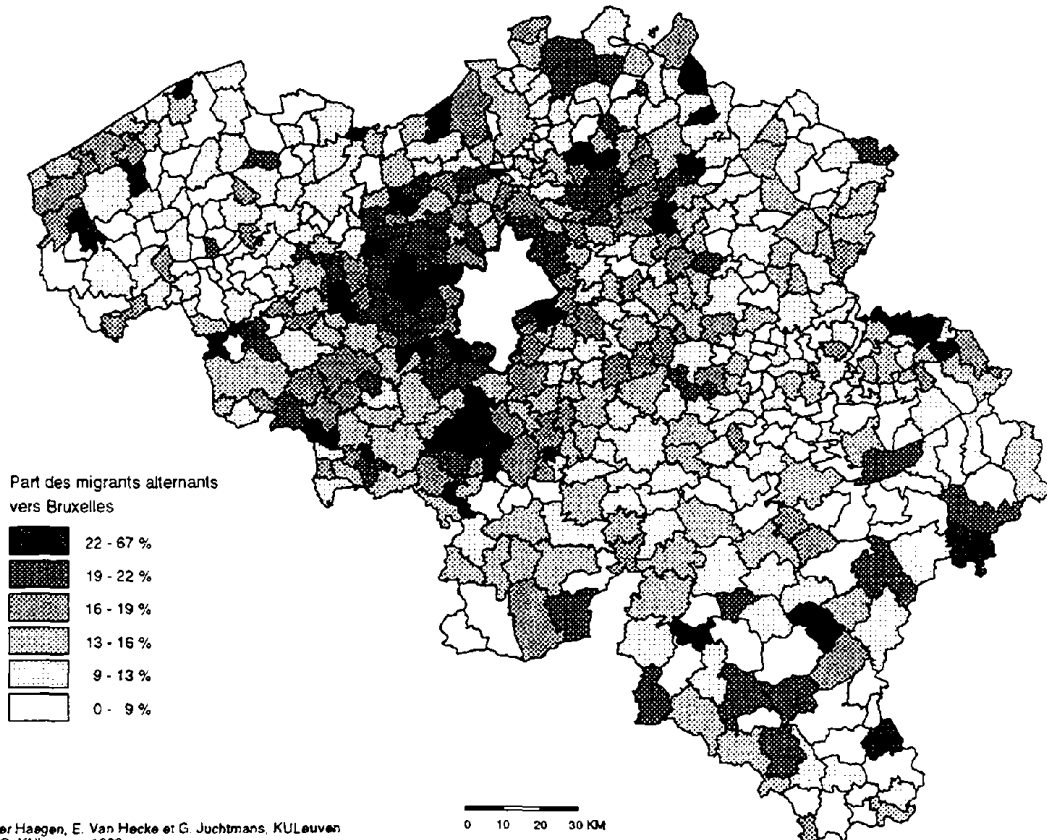 Part des migrants alternants
vers Bruxelles
22 - 67 %
19 - 22 %
16 - 19 %
13 - 16 %
9 - 13 %
0 - 9 %
er Haegen, E. Van Hecke et G. Juchtmans, KULeuven
0 10 20 30 KM